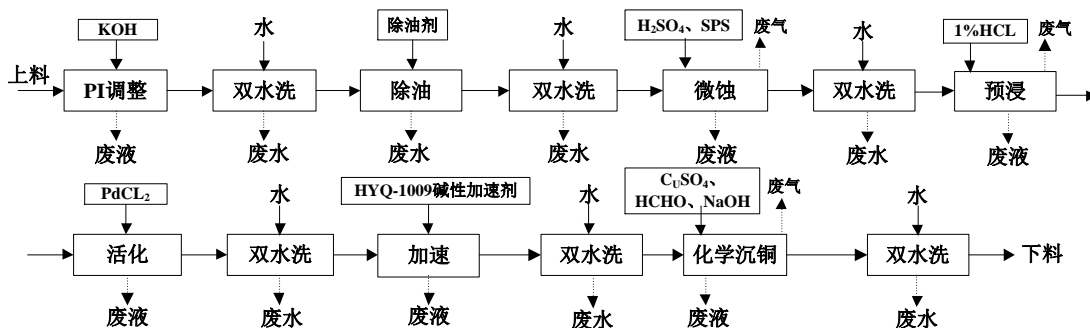 KOH 水 除油剂 水 H₂SO₄、SPS 废气 水 1%HCL 废气
上料 PI调整 双水洗 除油 双水洗 微蚀 双水洗 预浸
废液 废水 废水 废水 废液 废水 废液
PdCL₂ 水 HYQ-1009碱性加速剂 水 CUSO₄、 废气 水
HCHO、NaOH
活化 双水洗 加速 双水洗 化学沉铜 双水洗 下料
废液 废水 废液 废水 废液 废水